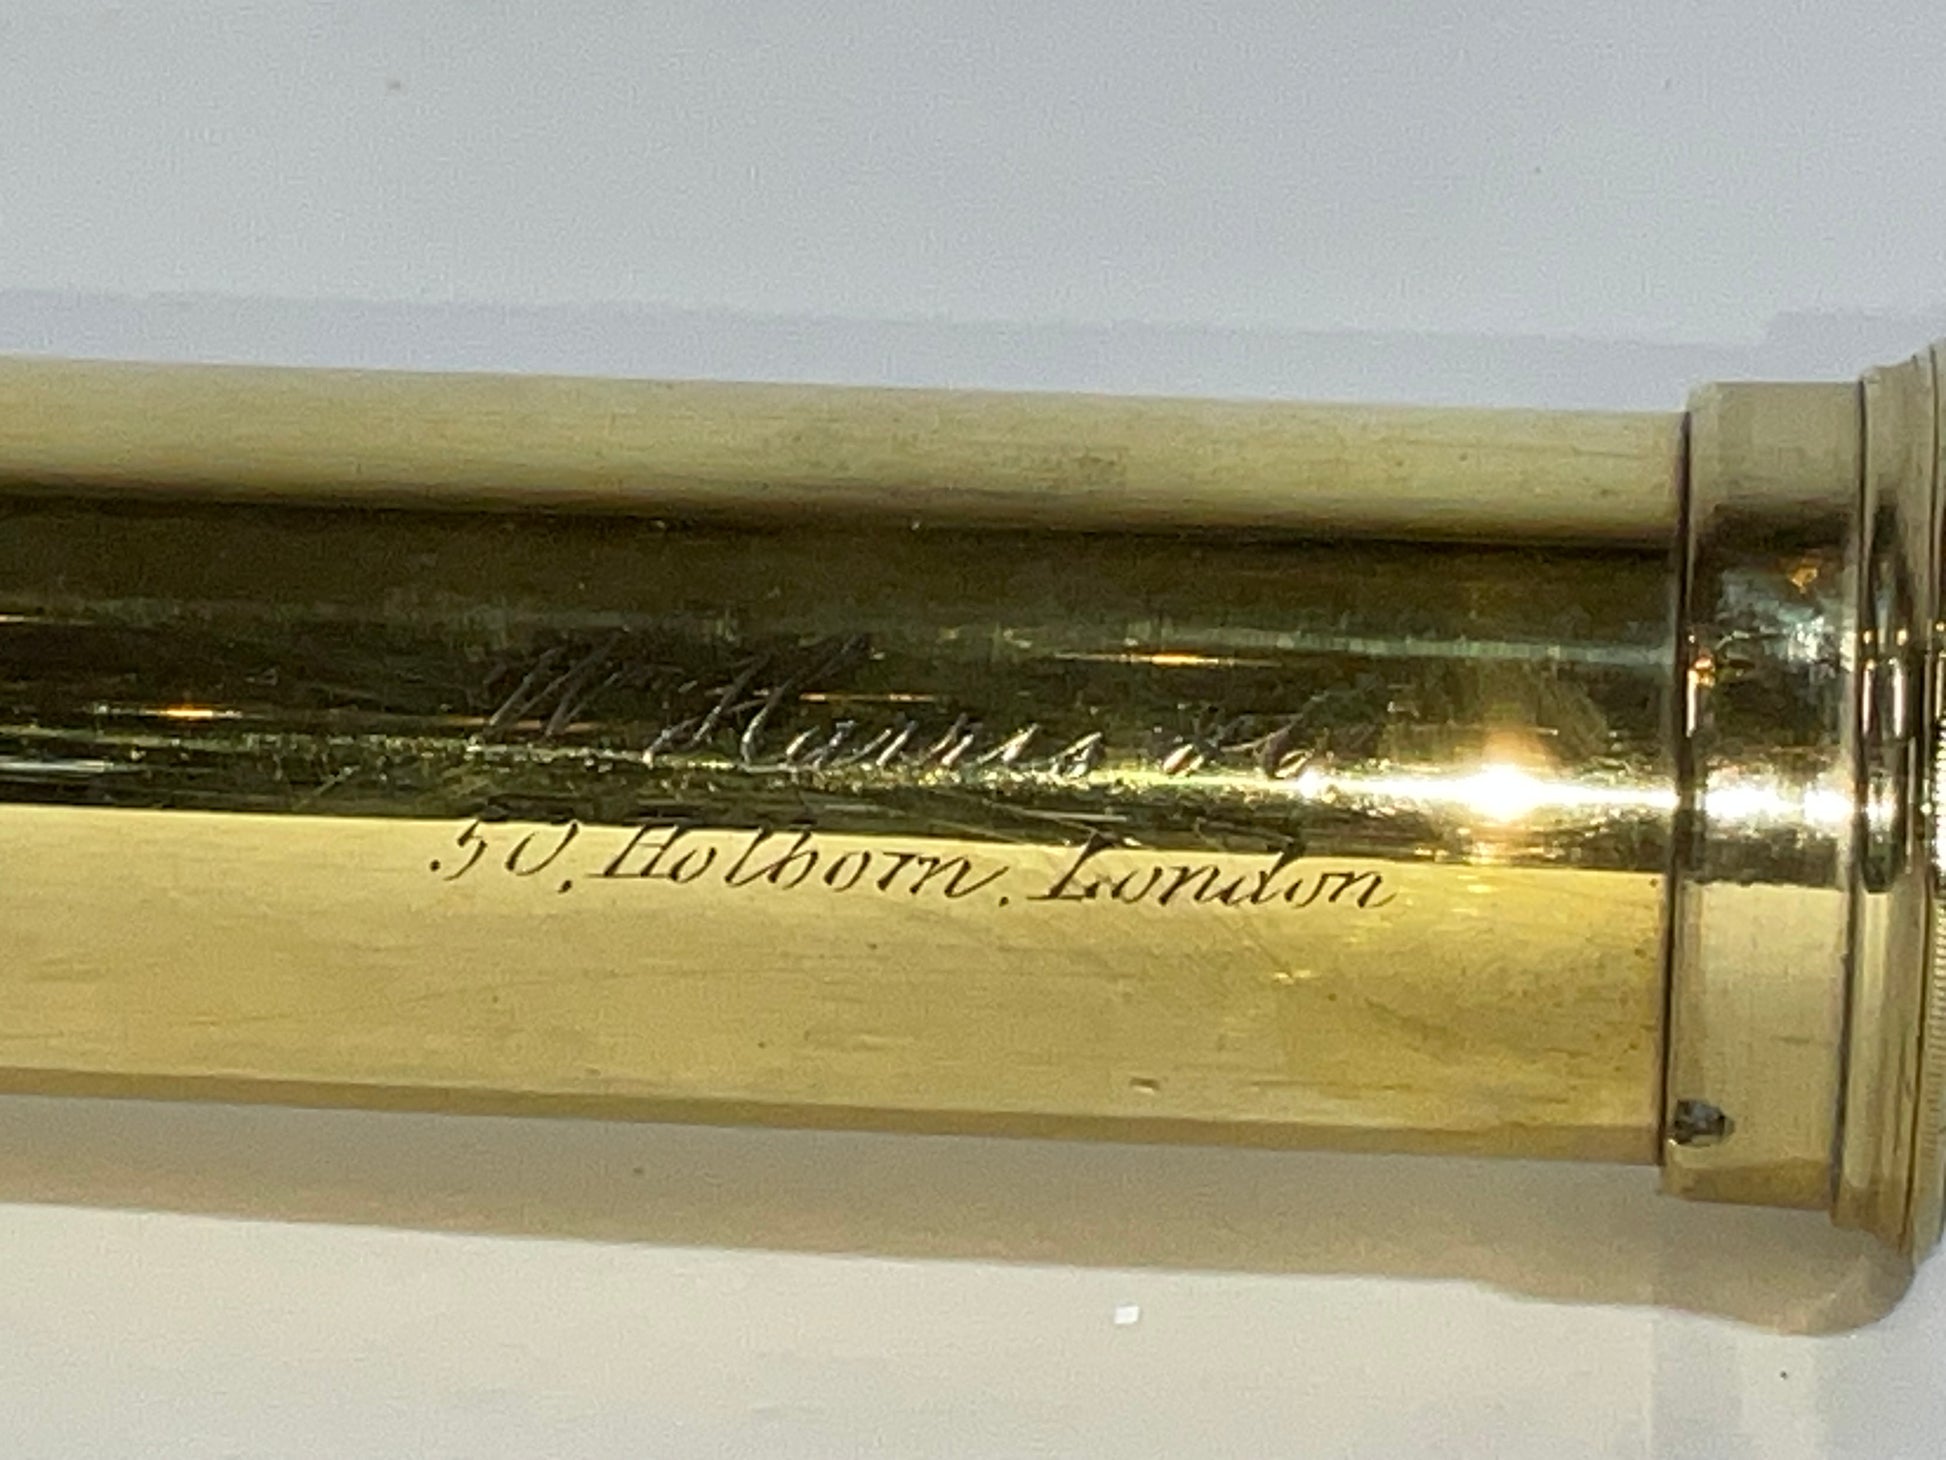 Wm Harris & Co
50, Holborn, London